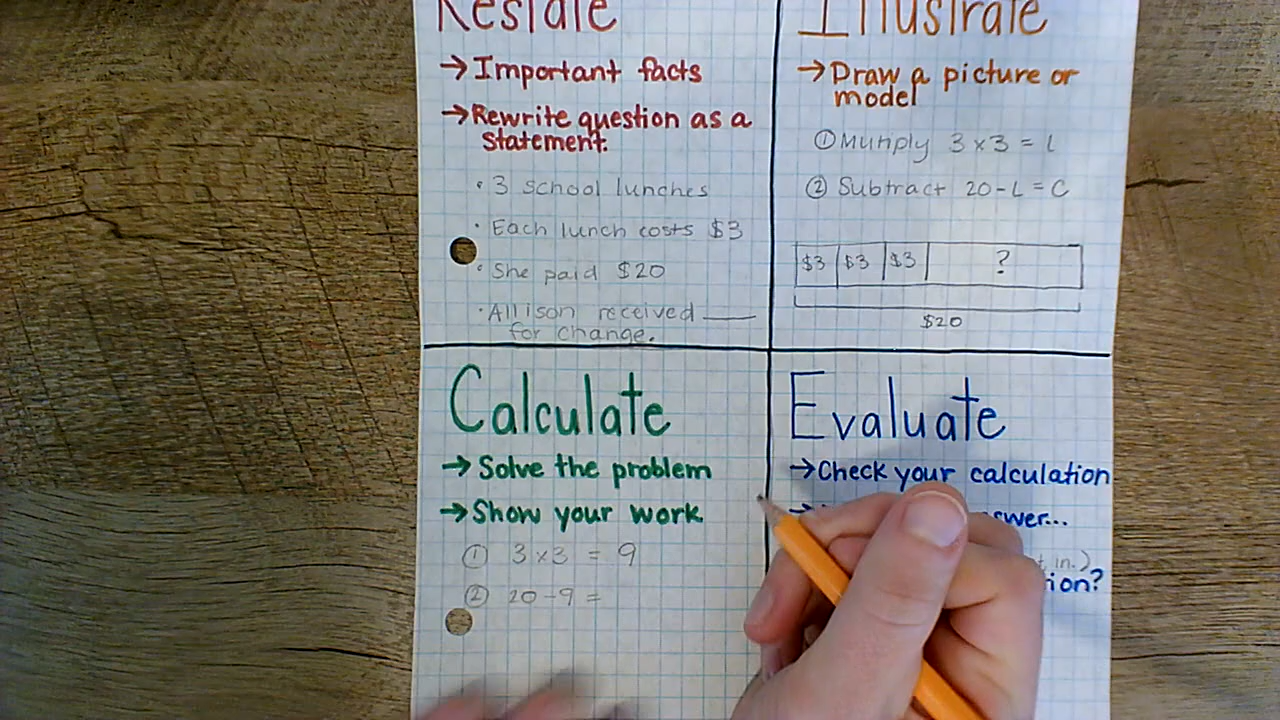 Restate
→ Important facts
→ Rewrite question as a
statement.
• 3 school lunches
• Each lunch costs $3
• She paid $20
• Allison received ____
for change.
Illustrate
→ Draw a picture or
model
① Multiply 3 x 3 = L
② Subtract 20 - L = C
$3 $3 $3 ?
$20
Calculate
→ Solve the problem
→ Show your work
① 3 x 3 = 9
② 20 - 9 =
Evaluate
→ Check your calculation
in.)